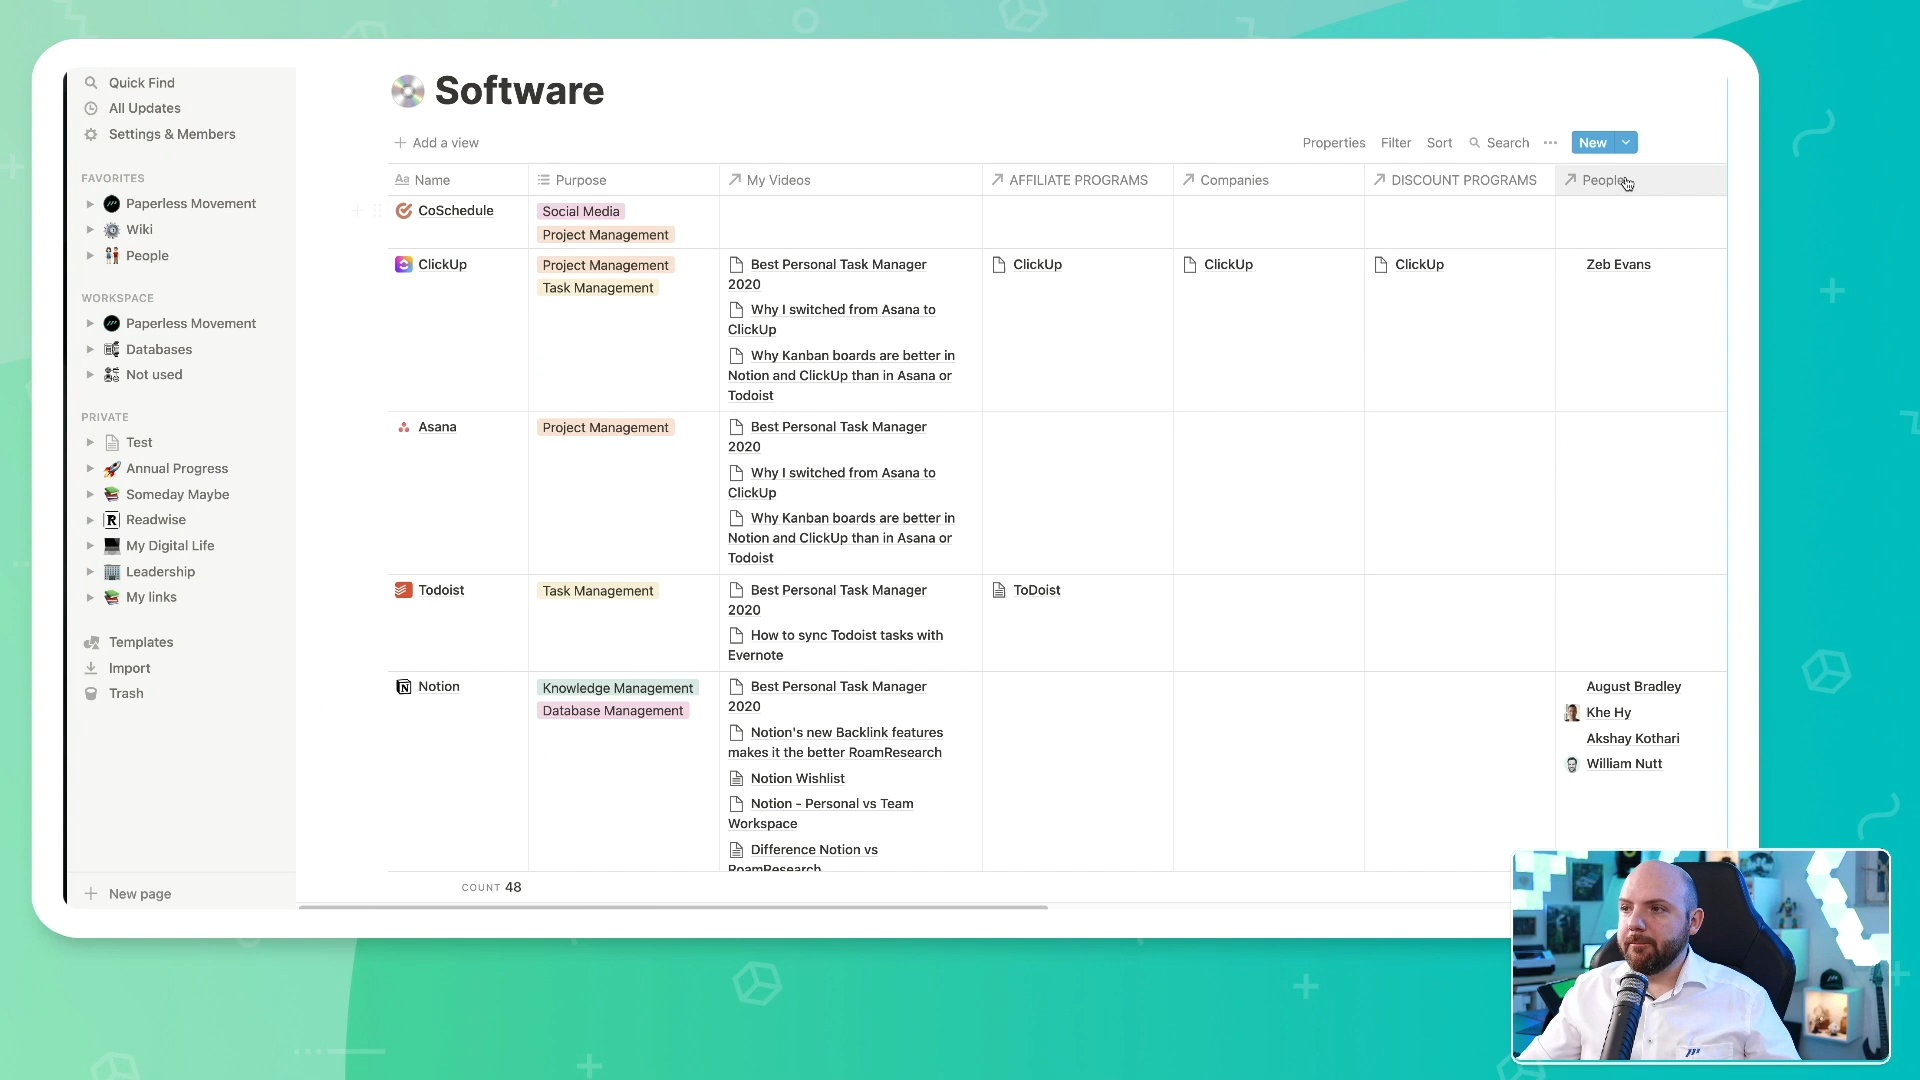 Quick Find
All Updates
Settings & Members
FAVORITES
Paperless Movement
Wiki
People
WORKSPACE
Paperless Movement
Databases
Not used
PRIVATE
Test
Annual Progress
Someday Maybe
Readwise
My Digital Life
Leadership
My links
Templates
Import
Trash
New page
Software
Add a view
Properties Filter Sort Search New
Aa Name Purpose My Videos AFFILIATE PROGRAMS Companies DISCOUNT PROGRAMS People
CoSchedule
Social Media
Project Management
ClickUp
Project Management
Task Management
Best Personal Task Manager
2020
Why I switched from Asana to
ClickUp
Why Kanban boards are better in
Notion and ClickUp than in Asana or
Todoist
ClickUp
ClickUp
ClickUp
Zeb Evans
Asana
Project Management
Best Personal Task Manager
2020
Why I switched from Asana to
ClickUp
Why Kanban boards are better in
Notion and ClickUp than in Asana or
Todoist
Todoist
Task Management
Best Personal Task Manager
2020
How to sync Todoist tasks with
Evernote
ToDoist
Notion
Knowledge Management
Database Management
Best Personal Task Manager
2020
Notion's new Backlink features
makes it the better RoamResearch
Notion Wishlist
Notion - Personal vs Team
Workspace
Difference Notion vs
RoamResearch
August Bradley
Khe Hy
Akshay Kothari
William Nutt
COUNT 48